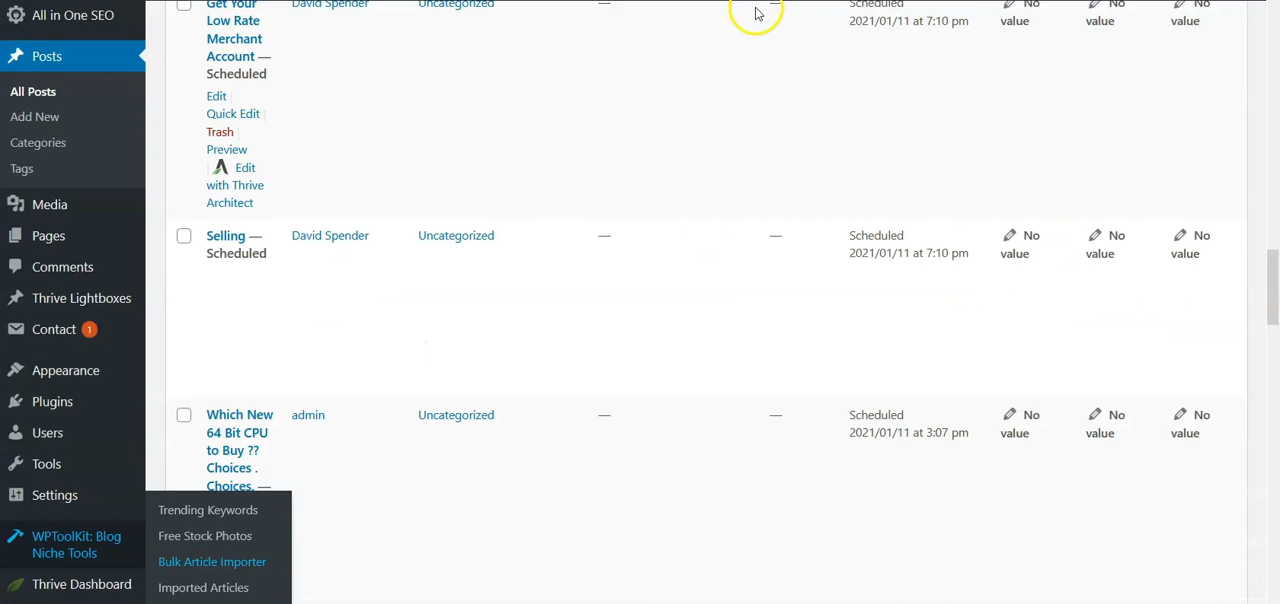 All in One SEO
Posts
All Posts
Add New
Categories
Tags
Media
Pages
Comments
Thrive Lightboxes
Contact 1
Appearance
Plugins
Users
Tools
Settings
WPToolKit: Blog
Niche Tools
Thrive Dashboard
Trending Keywords
Free Stock Photos
Bulk Article Importer
Imported Articles
Get Your
Low Rate
Merchant
Account —
Scheduled
Edit |
Quick Edit |
Trash |
Preview
| Edit
with Thrive
Architect
David Spender
Uncategorized
—
—
Scheduled
2021/01/11 at 7:10 pm
No
value
No
value
No
value
Selling —
Scheduled
David Spender
Uncategorized
—
—
Scheduled
2021/01/11 at 7:10 pm
No
value
No
value
No
value
Which New
64 Bit CPU
to Buy ??
Choices .
Choices. —
admin
Uncategorized
—
—
Scheduled
2021/01/11 at 3:07 pm
No
value
No
value
No
value